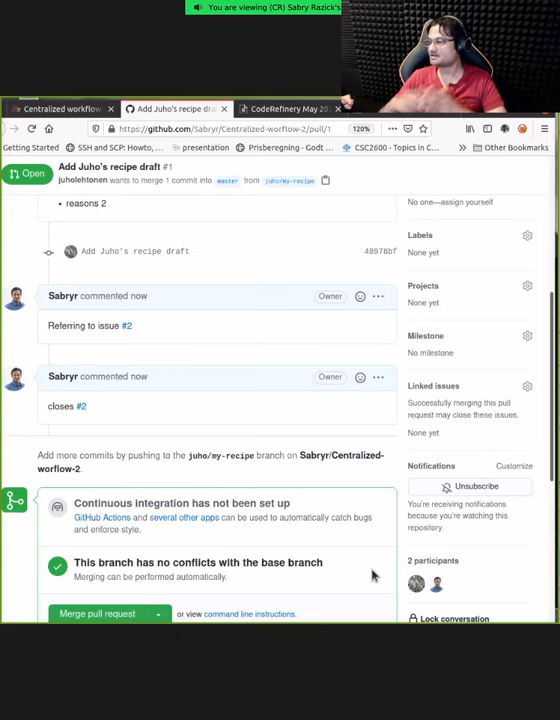 You are viewing (CR) Sabry Razick's
Centralized workflow
Add Juho's recipe dra
CodeRefinery May 20
https://github.com/Sabryr/Centralized-workflow-2/pull/1
120%
Getting Started
SSH and SCP: Howto, ...
presentation
Prisberegning - Godt ...
CSC2600 - Topics in C...
Other Bookmarks
Open
Add Juho's recipe draft #1
juholehtonen wants to merge 1 commit into master from juho/my-recipe
reasons 2
No one—assign yourself
Labels
None yet
Add Juho's recipe draft
48978bf
Projects
None yet
Sabryr commented now
Owner
Referring to issue #2
Milestone
No milestone
Sabryr commented now
Owner
closes #2
Linked issues
Successfully merging this pull
request may close these issues.
None yet
Add more commits by pushing to the juho/my-recipe branch on Sabryr/Centralized-
workflow-2.
Notifications
Customize
Unsubscribe
You're receiving notifications
because you're watching this
repository.
Continuous integration has not been set up
GitHub Actions and several other apps can be used to automatically catch bugs
and enforce style.
This branch has no conflicts with the base branch
Merging can be performed automatically.
2 participants
Merge pull request
or view command line instructions.
Lock conversation